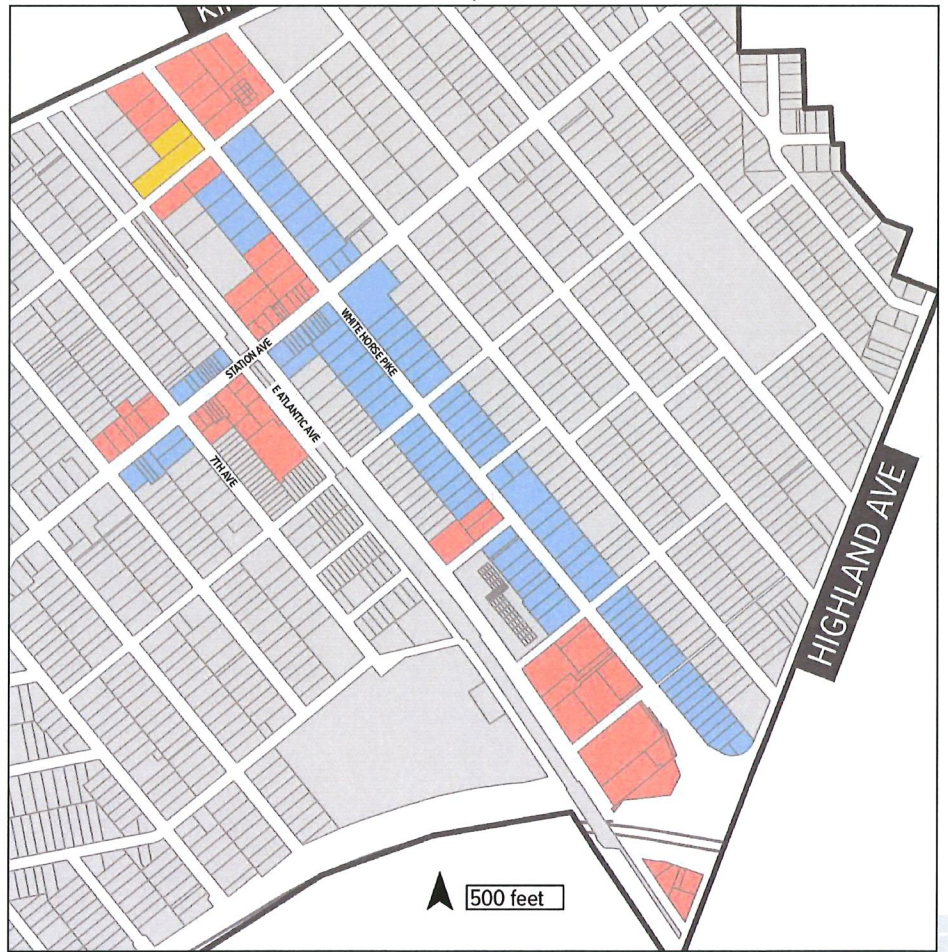 WHITE HORSE PIKE
STATION AVE
E ATLANTIC AVE
7TH AVE
HIGHLAND AVE
500 feet